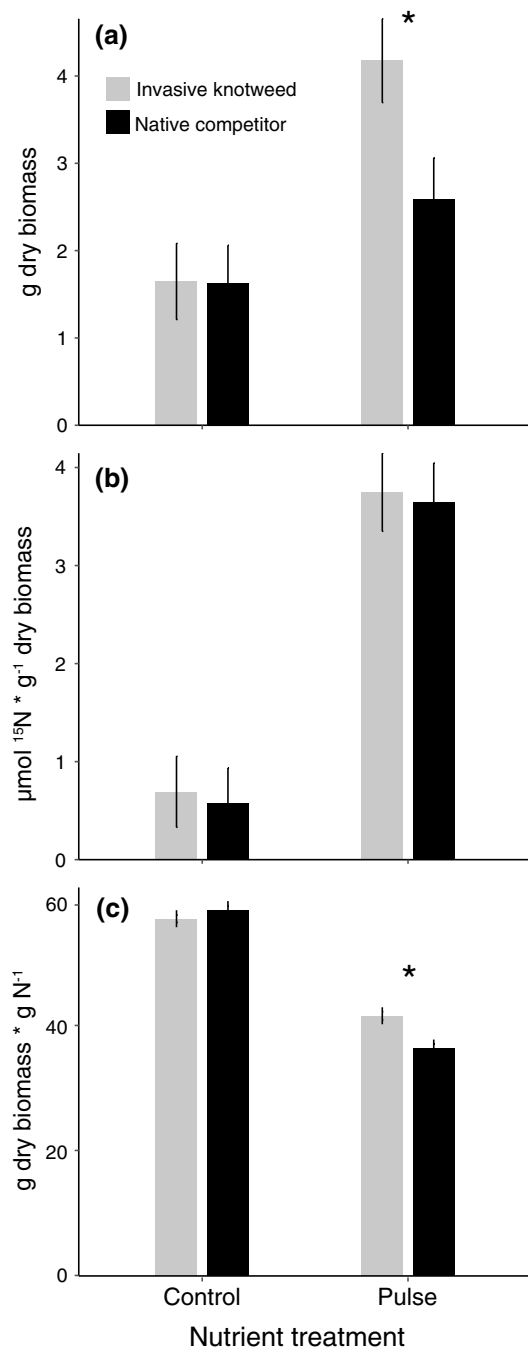 (a)
*
Invasive knotweed
Native competitor
g dry biomass
4
3
2
1
0
(b)
µmol ¹⁵N * g⁻¹ dry biomass
4
3
2
1
0
(c)
*
g dry biomass * g N⁻¹
60
40
20
0
Control Pulse
Nutrient treatment